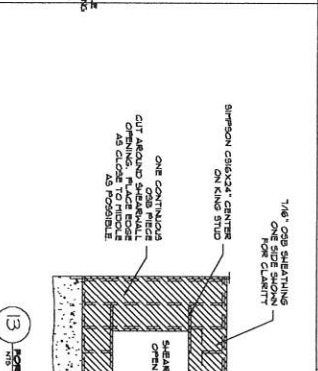 7/16" OSB SHEATHING
ONE SIDE SHOWN
FOR CLARITY
SIMPSON CS16X24" CENTER
ON KING STUD
ONE CONTINUOUS
OSB PIECE
CUT AROUND SHEARWALL
OPENING. PLACE EDGE
AS CLOSE TO MIDDLE
AS POSSIBLE.
SHEAR
OPEN
13
POR
NTS